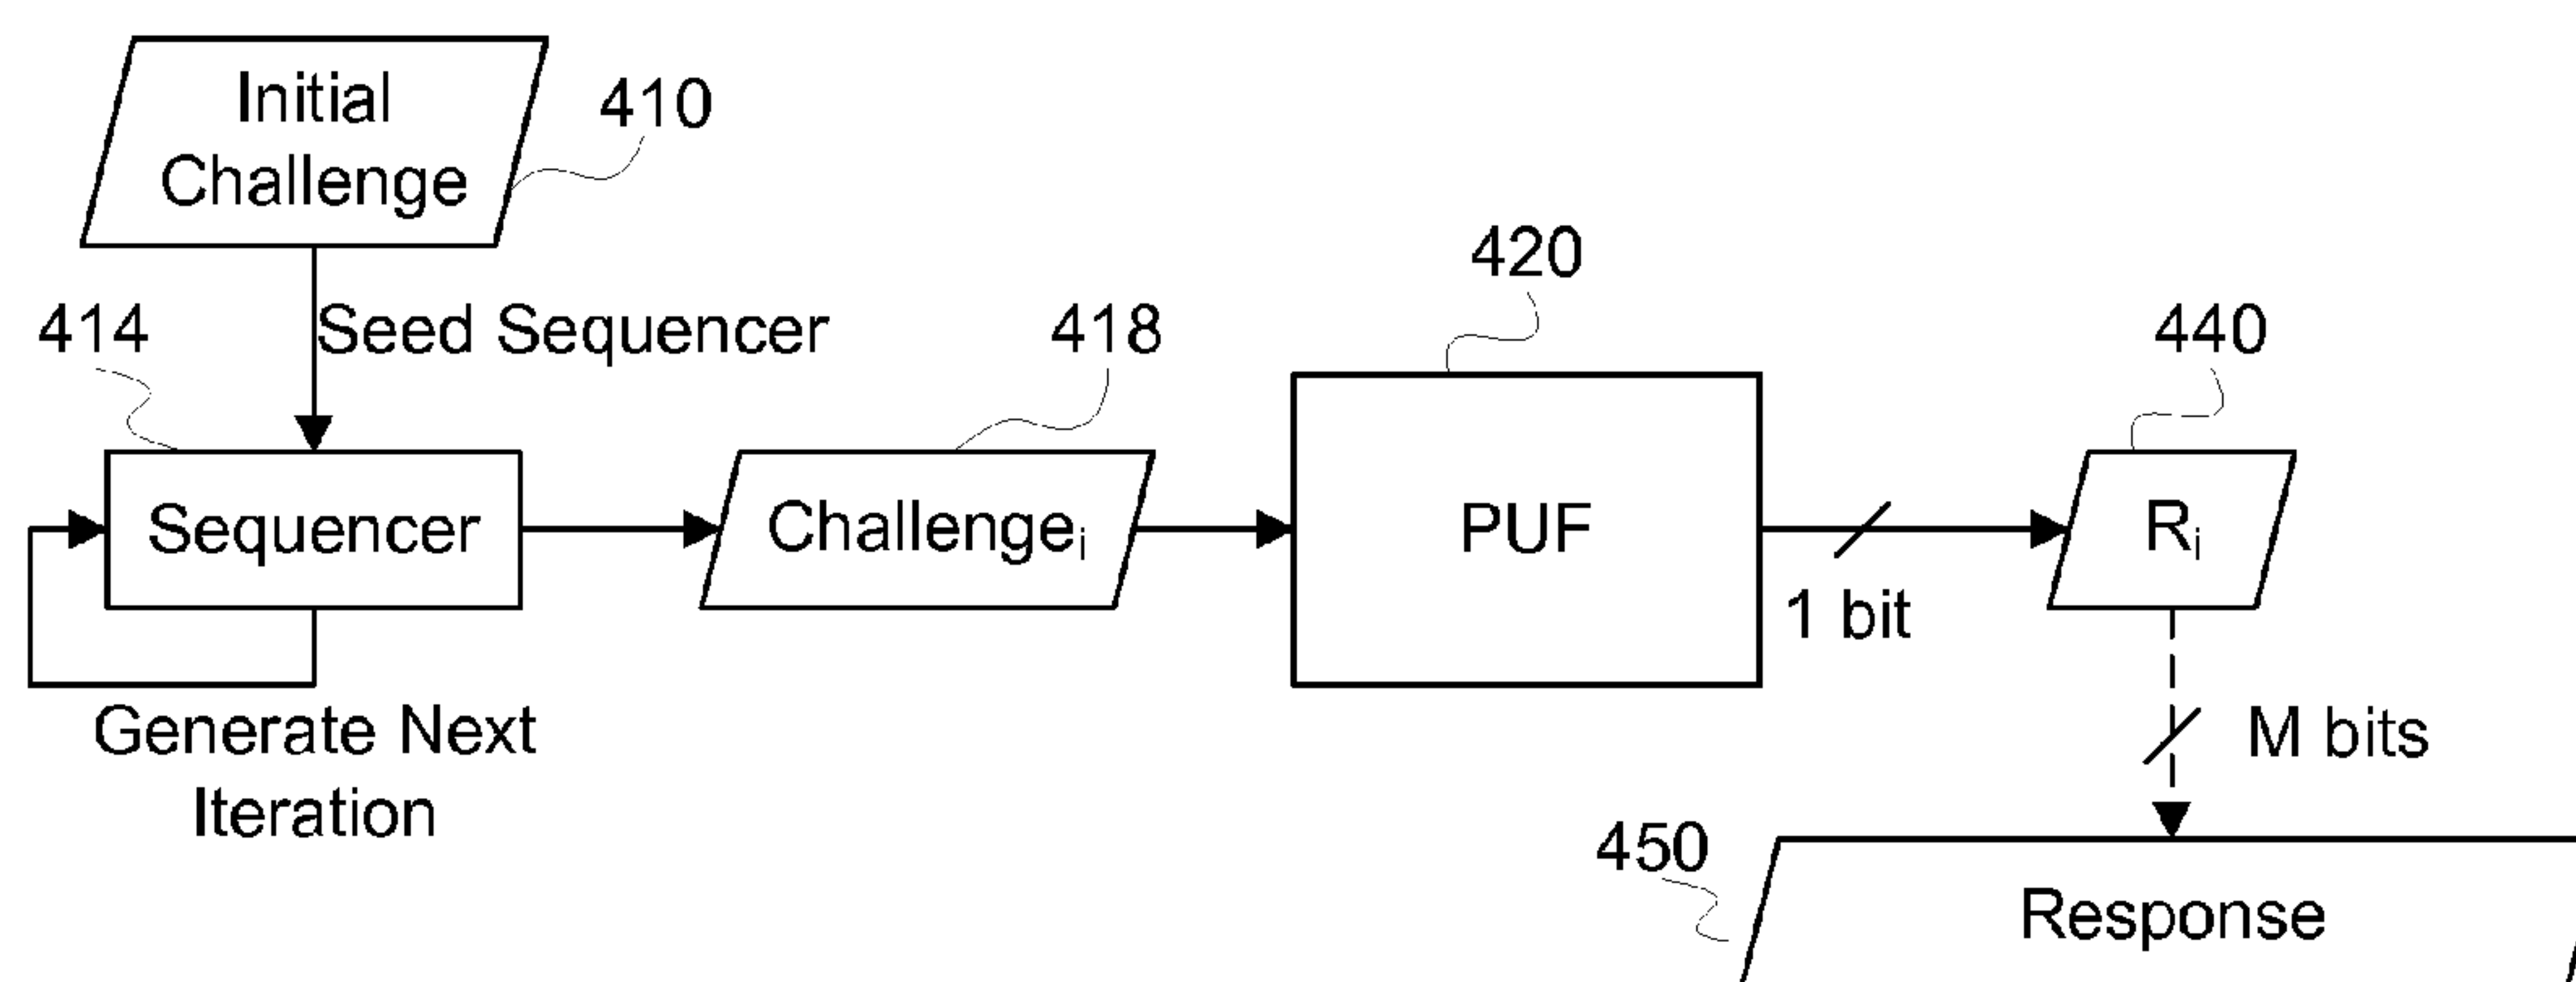 Initial
Challenge
410
420
414
Seed Sequencer
418
440
Sequencer
Challengei
PUF
Ri
1 bit
Generate Next
Iteration
M bits
450
Response